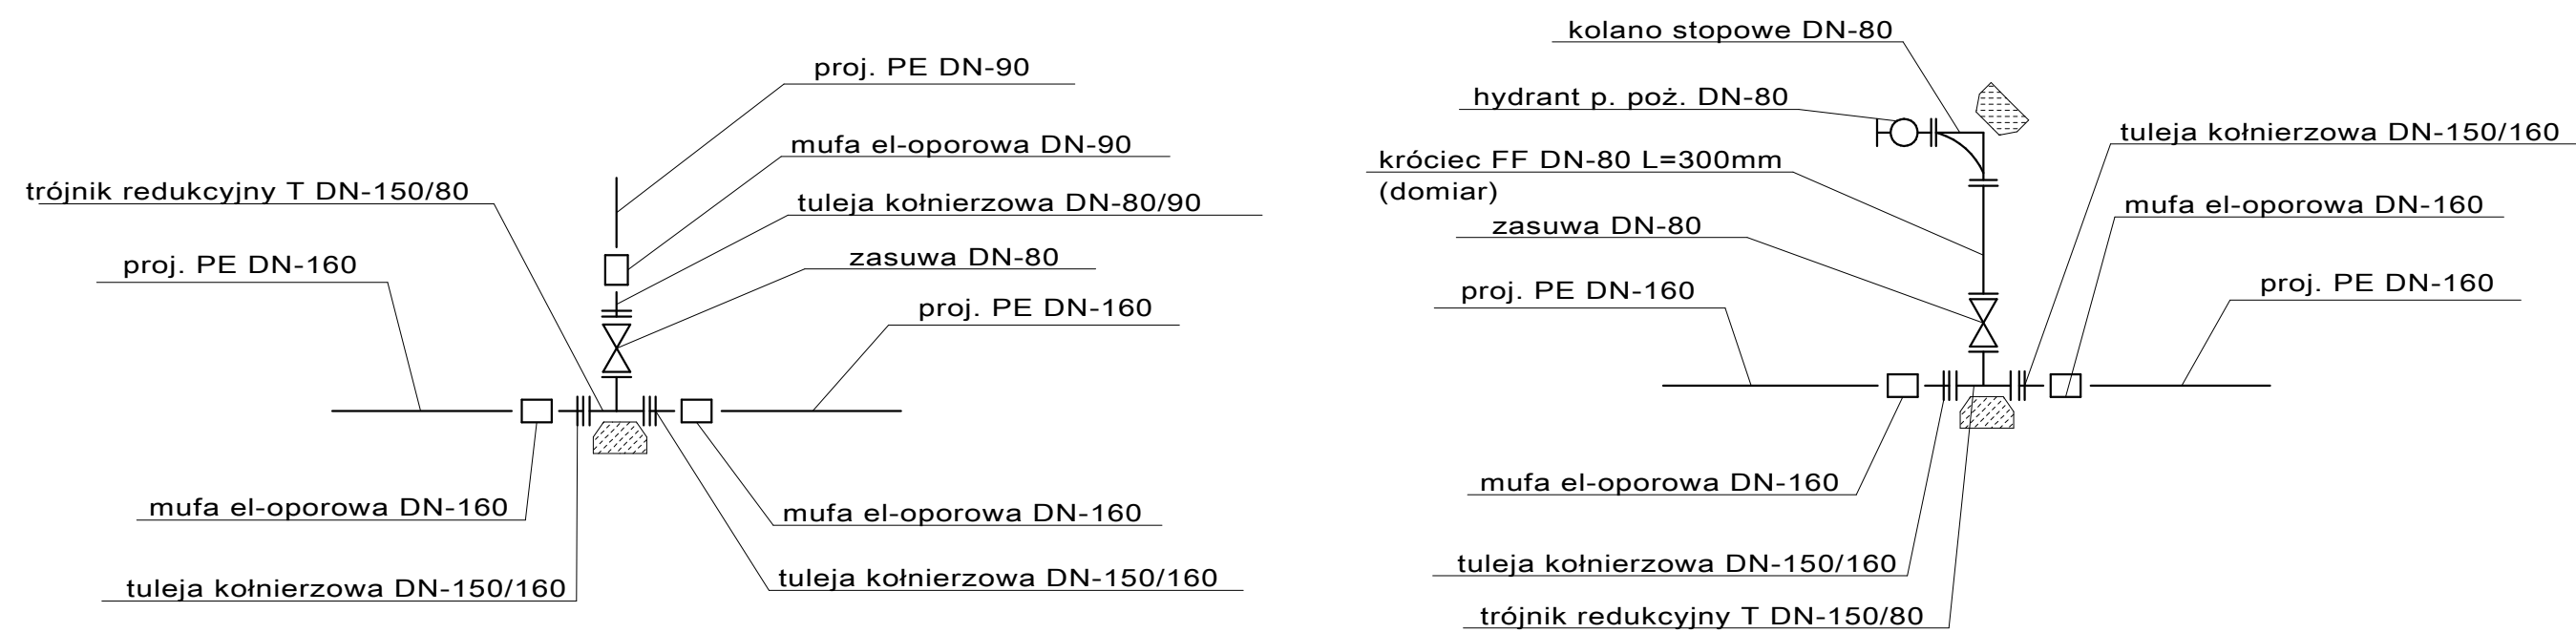 proj. PE DN-90
mufa el-oporowa DN-90
trójnik redukcyjny T DN-150/80
tuleja kołnierzowa DN-80/90
proj. PE DN-160
zasuwa DN-80
proj. PE DN-160
mufa el-oporowa DN-160
mufa el-oporowa DN-160
tuleja kołnierzowa DN-150/160
tuleja kołnierzowa DN-150/160
kolano stopowe DN-80
hydrant p. poż. DN-80
tuleja kołnierzowa DN-150/160
króciec FF DN-80 L=300mm
(domiar)
mufa el-oporowa DN-160
zasuwa DN-80
proj. PE DN-160
proj. PE DN-160
mufa el-oporowa DN-160
tuleja kołnierzowa DN-150/160
trójnik redukcyjny T DN-150/80